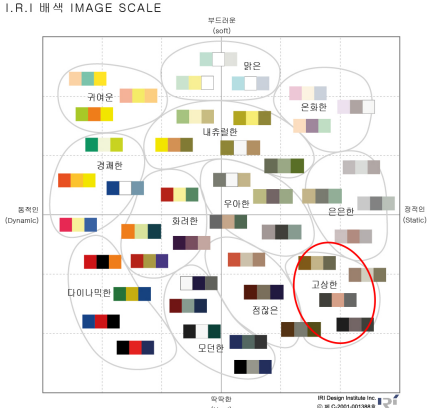 I.R.I 배색 IMAGE SCALE
부드러운
(soft)
맑은
귀여운
온화한
내츄럴한
경쾌한
우아한
은은한
동적인
(Dynamic)
정적인
(Static)
화려한
고상한
다이나믹한
점잖은
모던한
딱딱한
IRI Design Institute Inc.
C-2001-001388